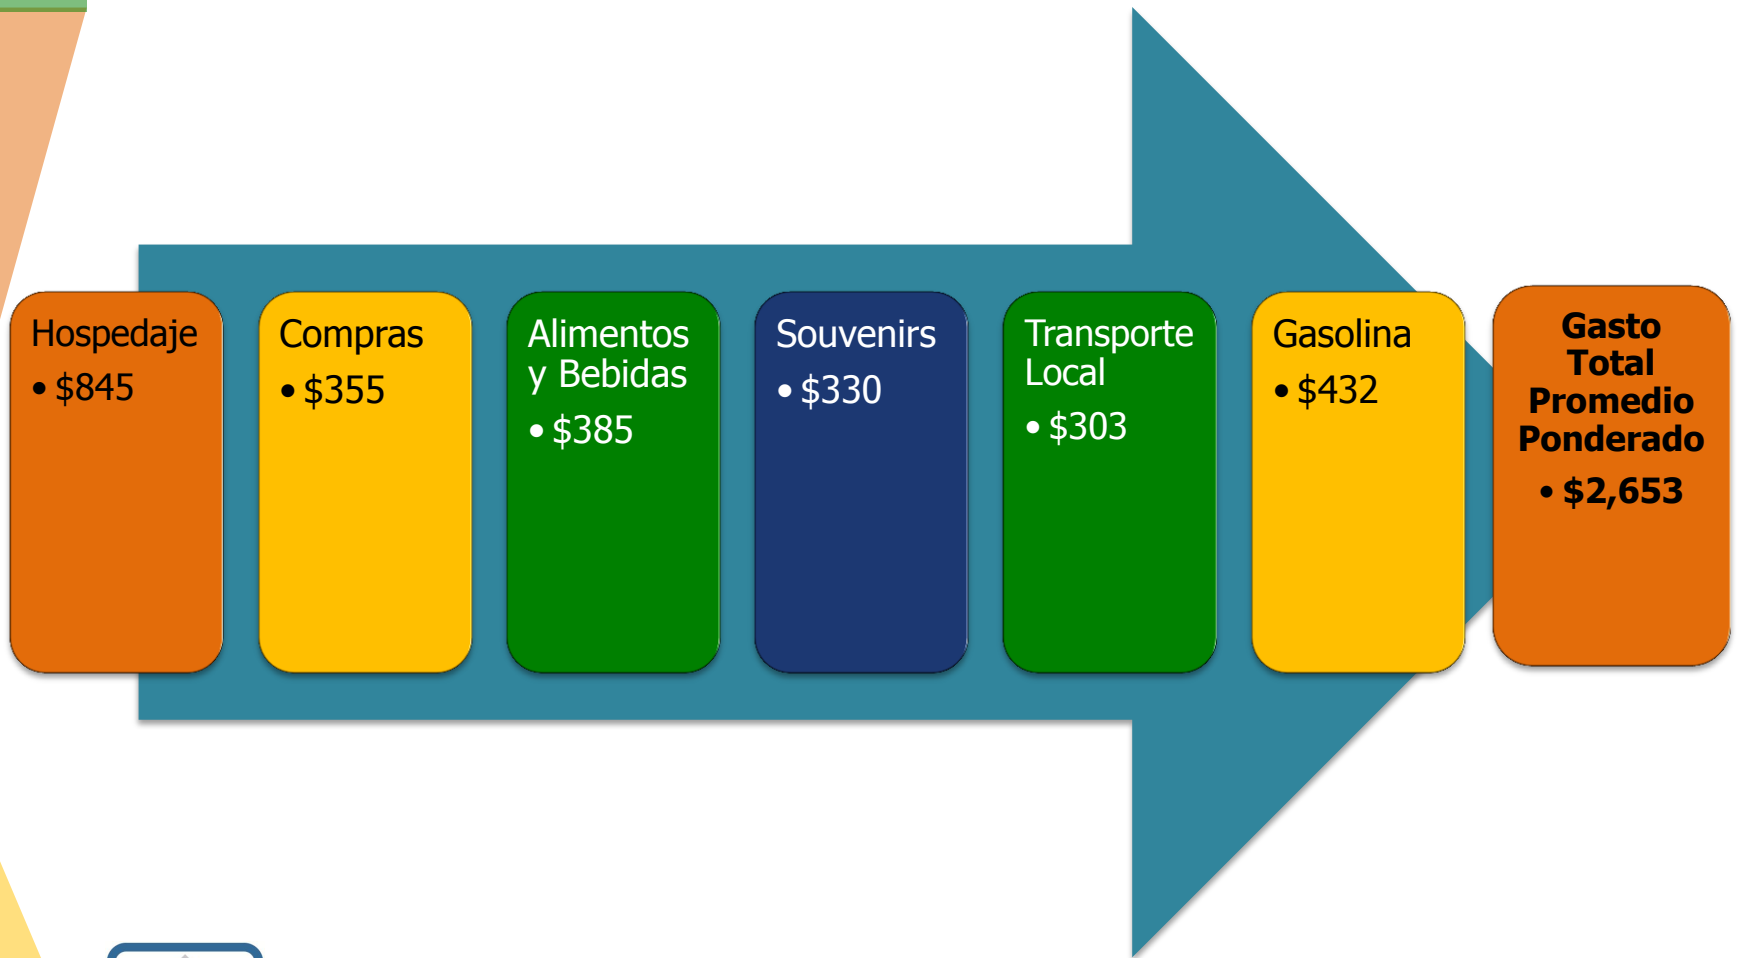 Hospedaje
• $845
Compras
• $355
Alimentos
y Bebidas
• $385
Souvenirs
• $330
Transporte
Local
• $303
Gasolina
• $432
Gasto
Total
Promedio
Ponderado
• $2,653